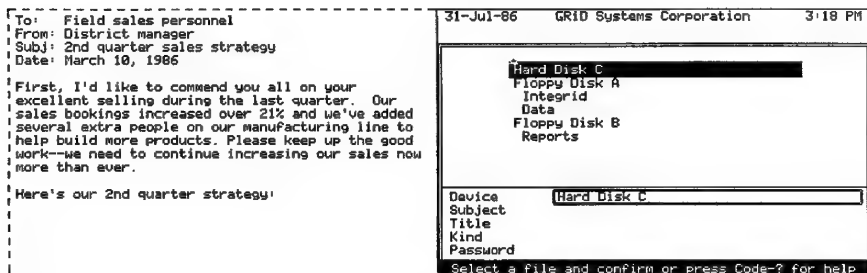 To: Field sales personnel
From: District manager
Subj: 2nd quarter sales strategy
Date: March 10, 1986
First, I'd like to commend you all on your
excellent selling during the last quarter. Our
sales bookings increased over 21% and we've added
several extra people on our manufacturing line to
help build more products. Please keep up the good
work--we need to continue increasing our sales now
more than ever.
Here's our 2nd quarter strategy:
31-Jul-86 GRiD Systems Corporation 3:18 PM
Hard Disk C
Floppy Disk A
Integrid
Data
Floppy Disk B
Reports
Device Hard Disk C
Subject
Title
Kind
Password
Select a file and confirm or press Code-? for help